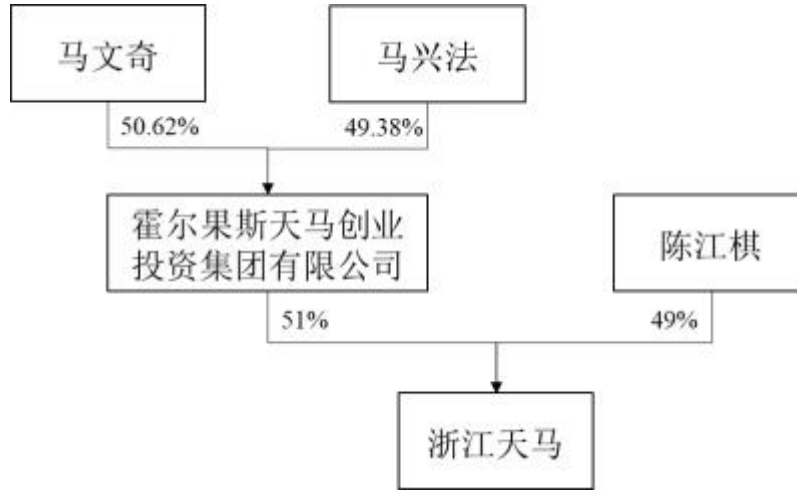 马文奇
马兴法
50.62%
49.38%
霍尔果斯天马创业
投资集团有限公司
陈江棋
51%
49%
浙江天马